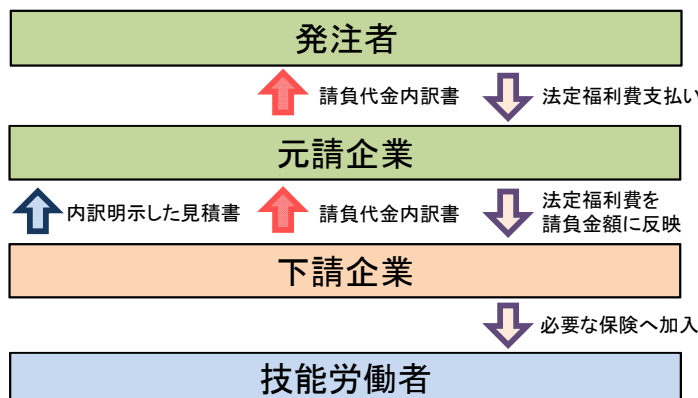 発注者
請負代金内訳書
法定福利費支払い
元請企業
内訳明示した見積書
請負代金内訳書
法定福利費を
請負金額に反映
下請企業
必要な保険へ加入
技能労働者